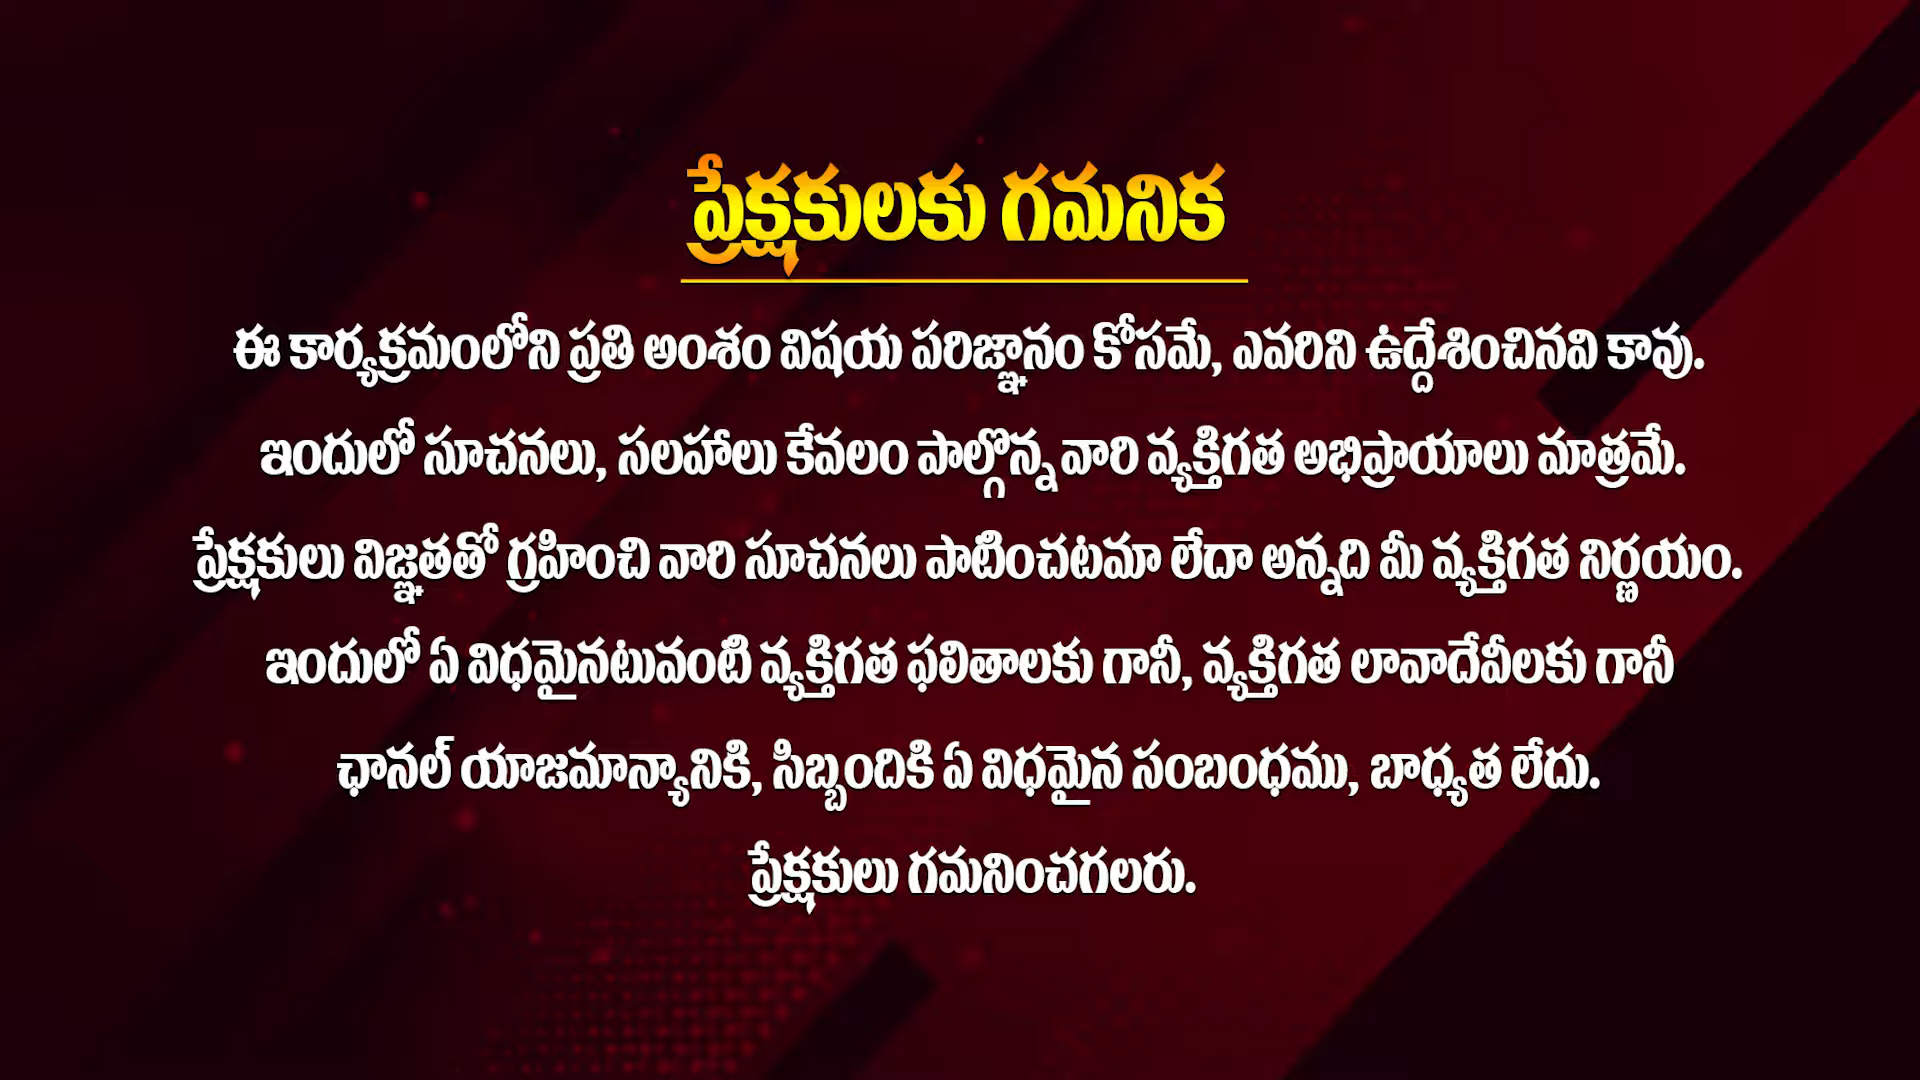 ప్రేక్షకులకు గమనిక
ఈ కార్యక్రమంలోని ప్రతి అంశం విషయ పరిజ్ఞానం కోసమే, ఎవరిని ఉద్దేశించినవి కావు.
ఇందులో సూచనలు, సలహాలు కేవలం పాల్గొన్న వారి వ్యక్తిగత అభిప్రాయాలు మాత్రమే.
ప్రేక్షకులు విజ్ఞతతో గ్రహించి వారి సూచనలు పాటించటమా లేదా అన్నది మీ వ్యక్తిగత నిర్ణయం.
ఇందులో ఏ విధమైనటువంటి వ్యక్తిగత ఫలితాలకు గానీ, వ్యక్తిగత లావాదేవీలకు గానీ
ఛానల్ యాజమాన్యానికి, సిబ్బందికి ఏ విధమైన సంబంధము, బాధ్యత లేదు.
ప్రేక్షకులు గమనించగలరు.